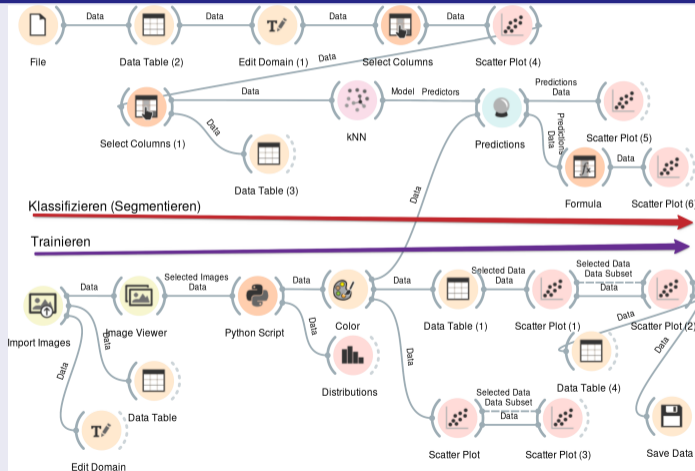 Data Data Data Data
File Data Table (2) Edit Domain (1) Data Select Columns Scatter Plot (4)
Data Model Predictors Predictions
Data
Select Columns (1) Data kNN Predictions Predictions
Data Scatter Plot (5)
Data
Data Table (3) Formula Scatter Plot (6)
Klassifizieren (Segmentieren)
Data
Trainieren
Data Selected Images
Data Data Data Selected Data
Data Selected Data
Data Subset
Data
Import Images Image Viewer Python Script Color Data Table (1) Scatter Plot (1) Scatter Plot (2)
Data Data Data Data Data Data
Data Table Distributions Data Table (4)
Selected Data
Data Subset
Data
Edit Domain Scatter Plot Scatter Plot (3) Save Data